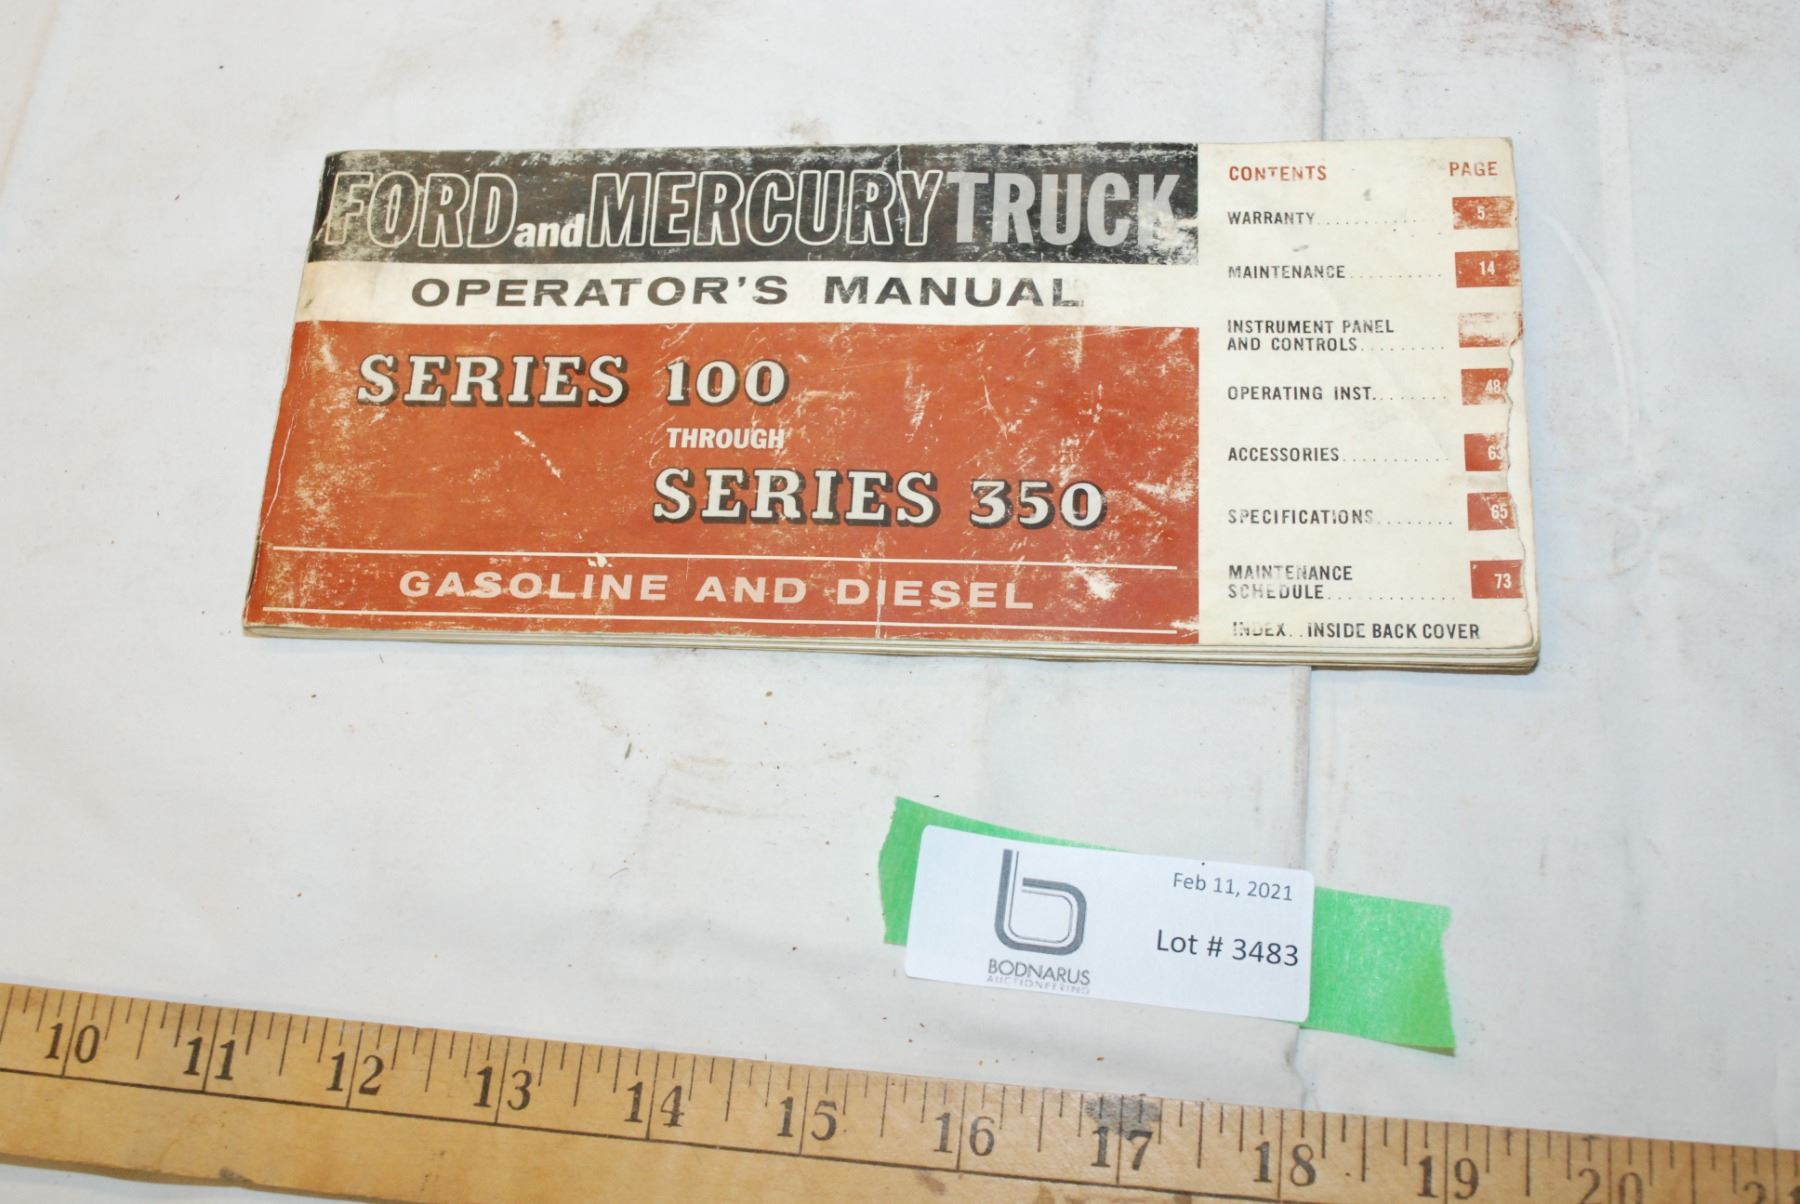 FORD and MERCURY TRUCK
OPERATOR'S MANUAL
SERIES 100
THROUGH
SERIES 350
GASOLINE AND DIESEL
CONTENTS PAGE
WARRANTY............ 5
MAINTENANCE.......... 14
INSTRUMENT PANEL
AND CONTROLS.........
OPERATING INST........ 48
ACCESSORIES.......... 63
SPECIFICATIONS........ 65
MAINTENANCE
SCHEDULE............. 73
INDEX..INSIDE BACK COVER
Feb 11, 2021
Lot # 3483
BODNARUS
AUCTIONEERING
10 11 12 13 14 15 16 17 18 19 20